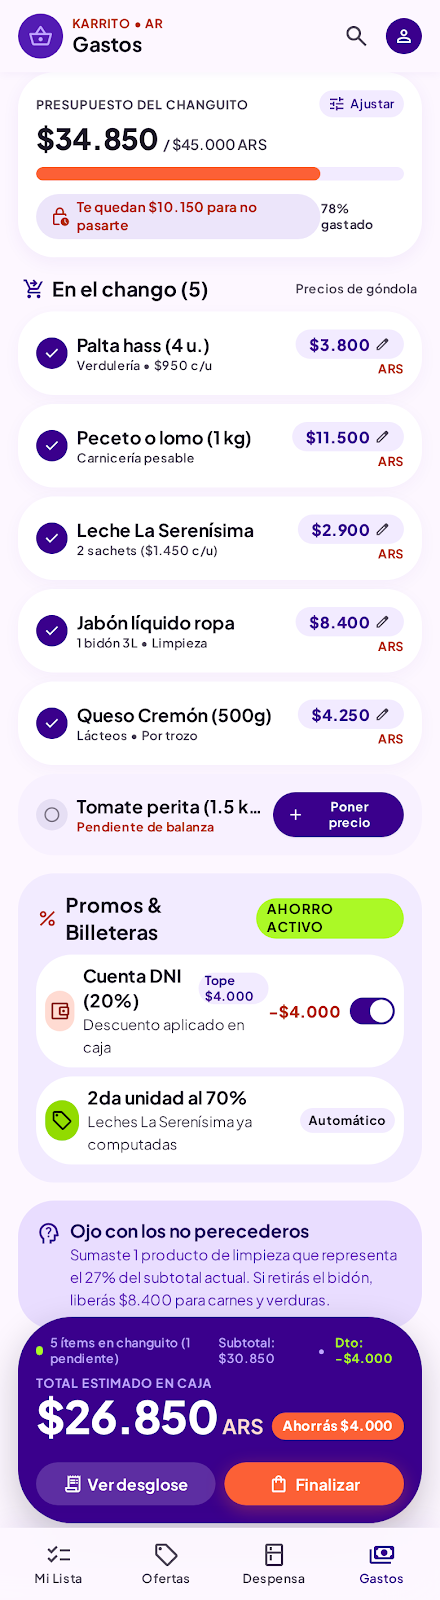 KARRITO • AR
Gastos
PRESUPUESTO DEL CHANGUITO
Ajustar
$34.850 / $45.000 ARS
Te quedan $10.150 para no
pasarte
78%
gastado
En el chango (5)
Precios de góndola
Palta hass (4 u.)
Verdulería • $950 c/u
$3.800
ARS
Peceto o lomo (1 kg)
Carnicería pesable
$11.500
ARS
Leche La Serenísima
2 sachets ($1.450 c/u)
$2.900
ARS
Jabón líquido ropa
1 bidón 3L • Limpieza
$8.400
ARS
Queso Cremón (500g)
Lácteos • Por trozo
$4.250
ARS
Tomate perita (1.5 k...
Pendiente de balanza
Poner
precio
Promos &
Billeteras
AHORRO
ACTIVO
Cuenta DNI
(20%)
Tope
$4.000
Descuento aplicado en
caja
-$4.000
2da unidad al 70%
Leches La Serenísima ya
computadas
Automático
Ojo con los no perecederos
Sumaste 1 producto de limpieza que representa
el 27% del subtotal actual. Si retirás el bidón,
liberás $8.400 para carnes y verduras.
5 ítems en changuito (1
pendiente)
Subtotal:
$30.850
•
Dto:
-$4.000
TOTAL ESTIMADO EN CAJA
$26.850 ARS
Ahorrás $4.000
Ver desglose
Finalizar
Mi Lista
Ofertas
Despensa
Gastos